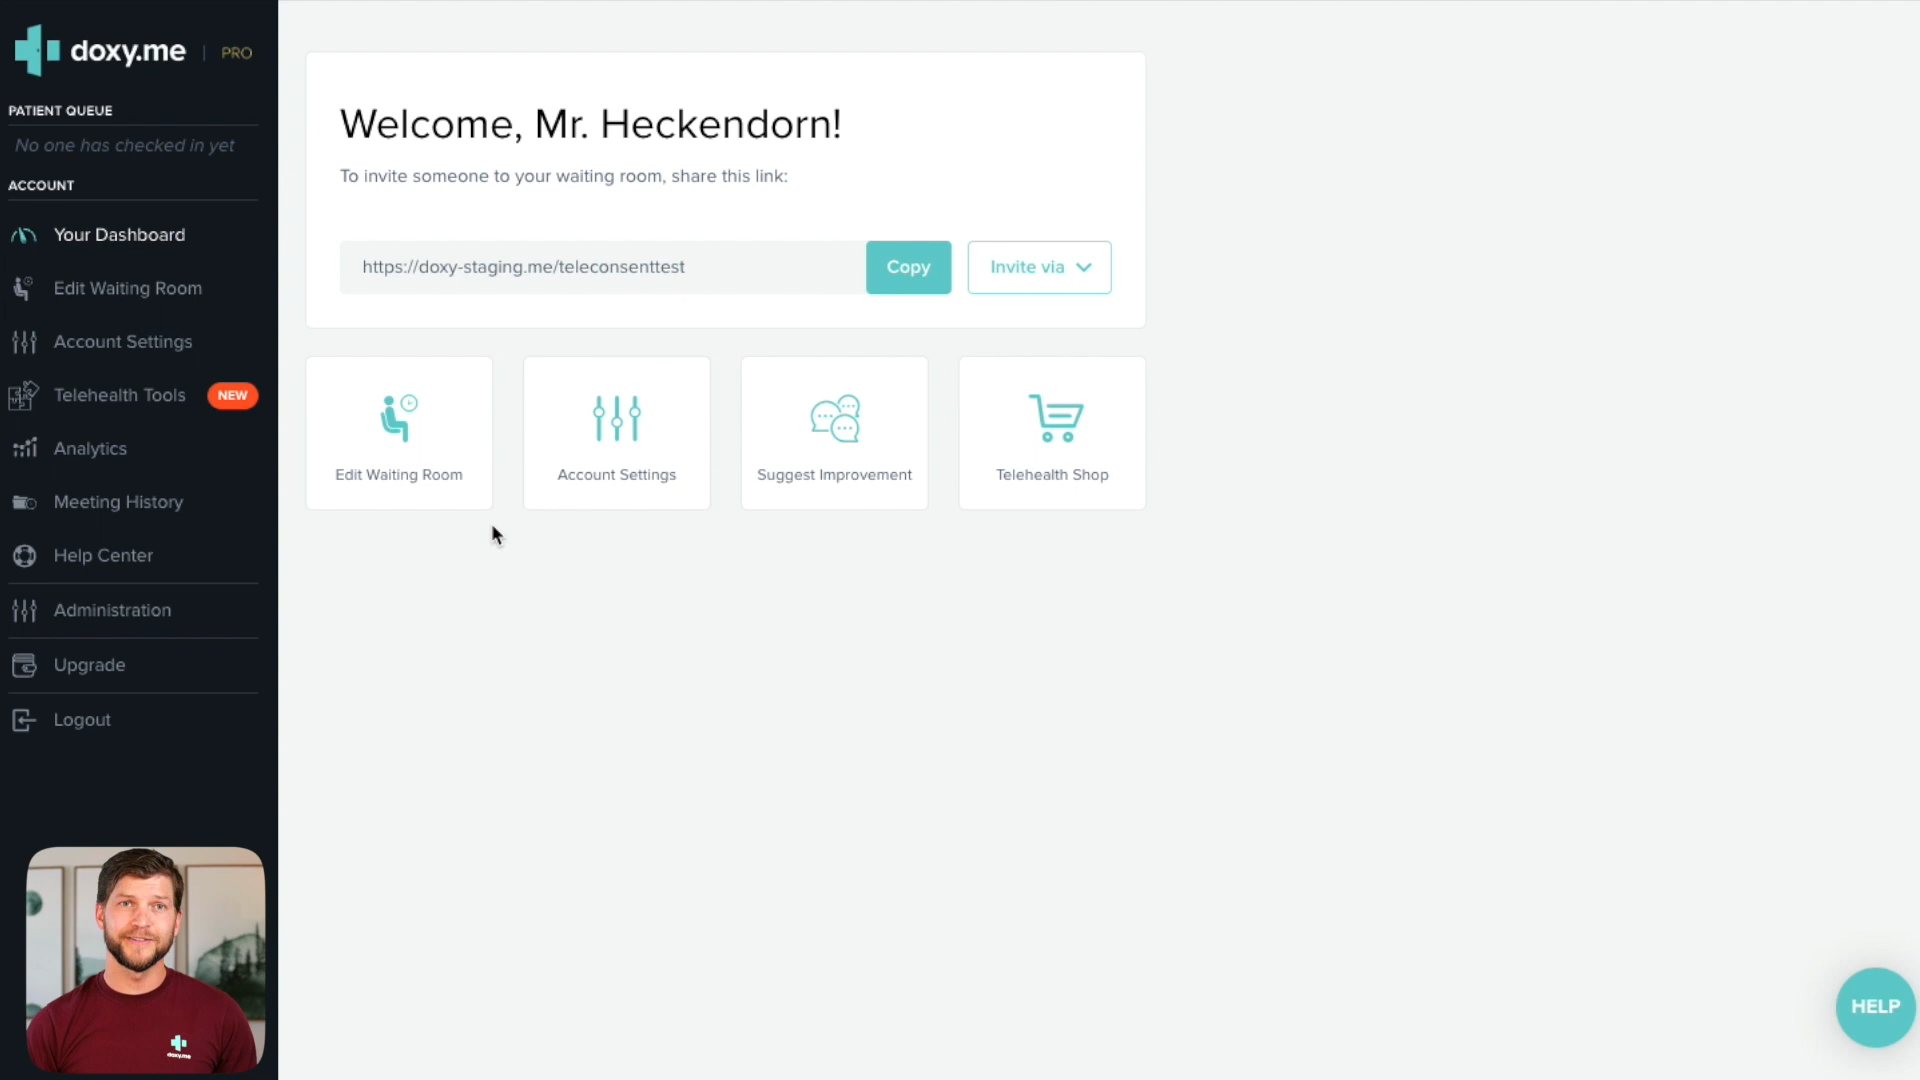 doxy.me | PRO
PATIENT QUEUE
No one has checked in yet
ACCOUNT
Your Dashboard
Edit Waiting Room
Account Settings
Telehealth Tools NEW
Analytics
Meeting History
Help Center
Administration
Upgrade
Logout
doxy.me
Welcome, Mr. Heckendorn!
To invite someone to your waiting room, share this link:
https://doxy-staging.me/teleconsenttest Copy Invite via
Edit Waiting Room
Account Settings
Suggest Improvement
Telehealth Shop
HELP